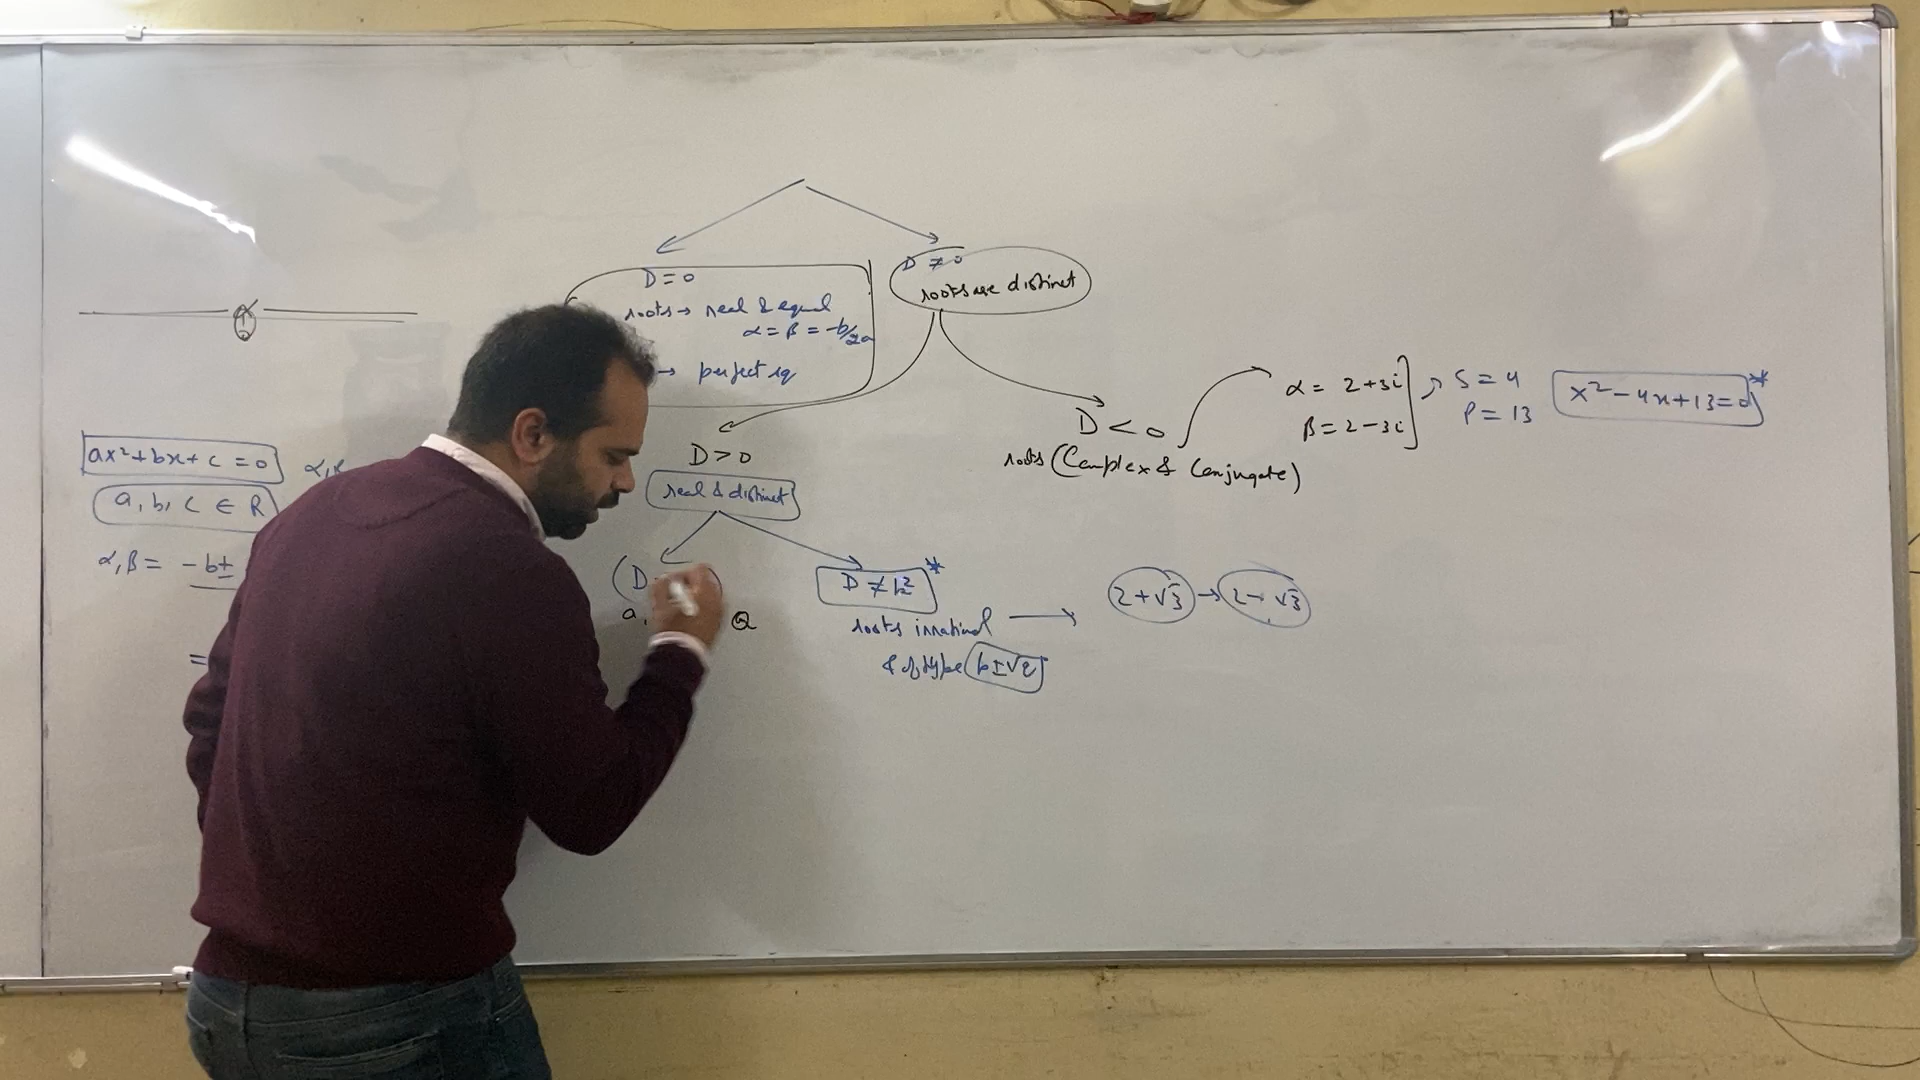 D = 0
roots → real & equal
α = β = -b/2a
→ perfect sq
D ≠ 0
roots are distinct
D < 0
roots (Complex & Conjugate)
α = 2+3i
β = 2-3i
S = 4
P = 13
x²-4x+13=0 *
ax²+bx+c = 0
a, b, c ∈ R
α, β = -b±
=
D > 0
real & distinct
(D
a,
Q
D ≠ k² *
roots irrational
& of type p±√q
2+√3 → 2-√3